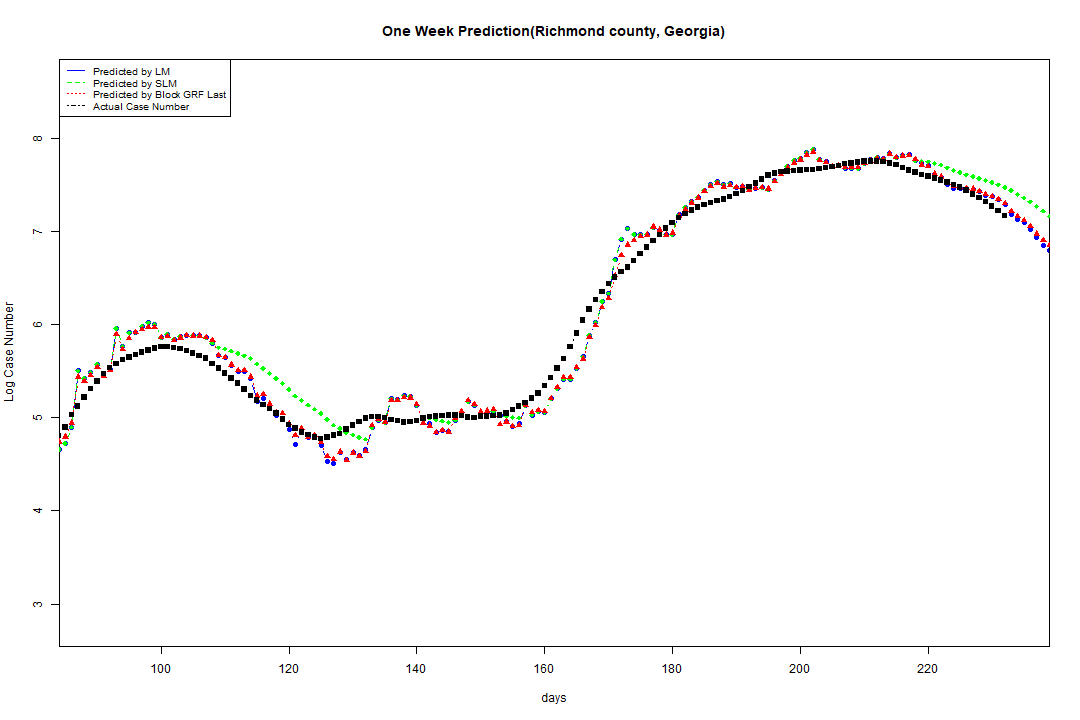 One Week Prediction(Richmond county, Georgia)
Predicted by LM
Predicted by SLM
Predicted by Block GRF Last
Actual Case Number
8
7
6
5
4
3
Log Case Number
100 120 140 160 180 200 220
days